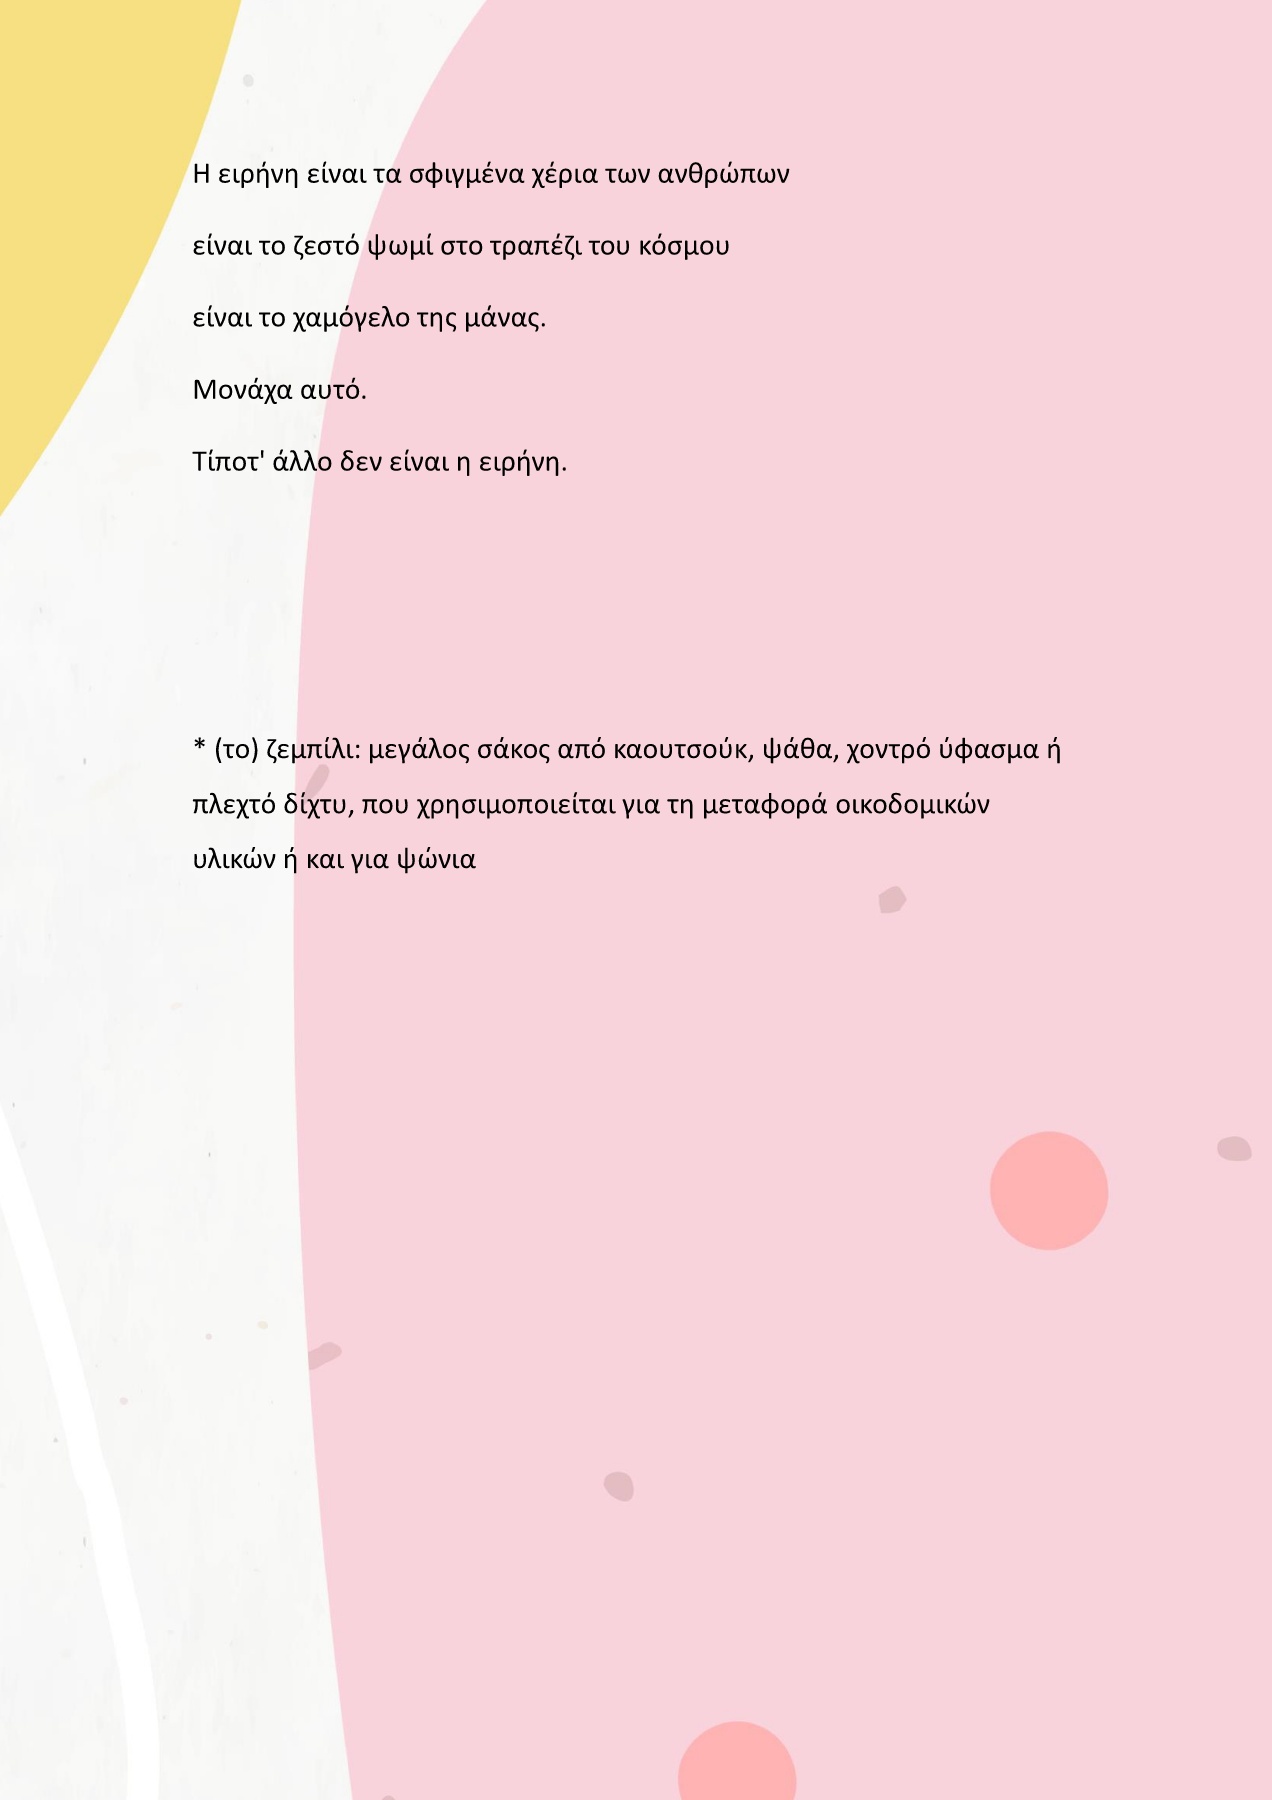 Η ειρήνη είναι τα σφιγμένα χέρια των ανθρώπων
είναι το ζεστό ψωμί στο τραπέζι του κόσμου
είναι το χαμόγελο της μάνας.
Μονάχα αυτό.
Τίποτ' άλλο δεν είναι η ειρήνη.
* (το) ζεμπίλι: μεγάλος σάκος από καουτσούκ, ψάθα, χοντρό ύφασμα ή
πλεχτό δίχτυ, που χρησιμοποιείται για τη μεταφορά οικοδομικών
υλικών ή και για ψώνια